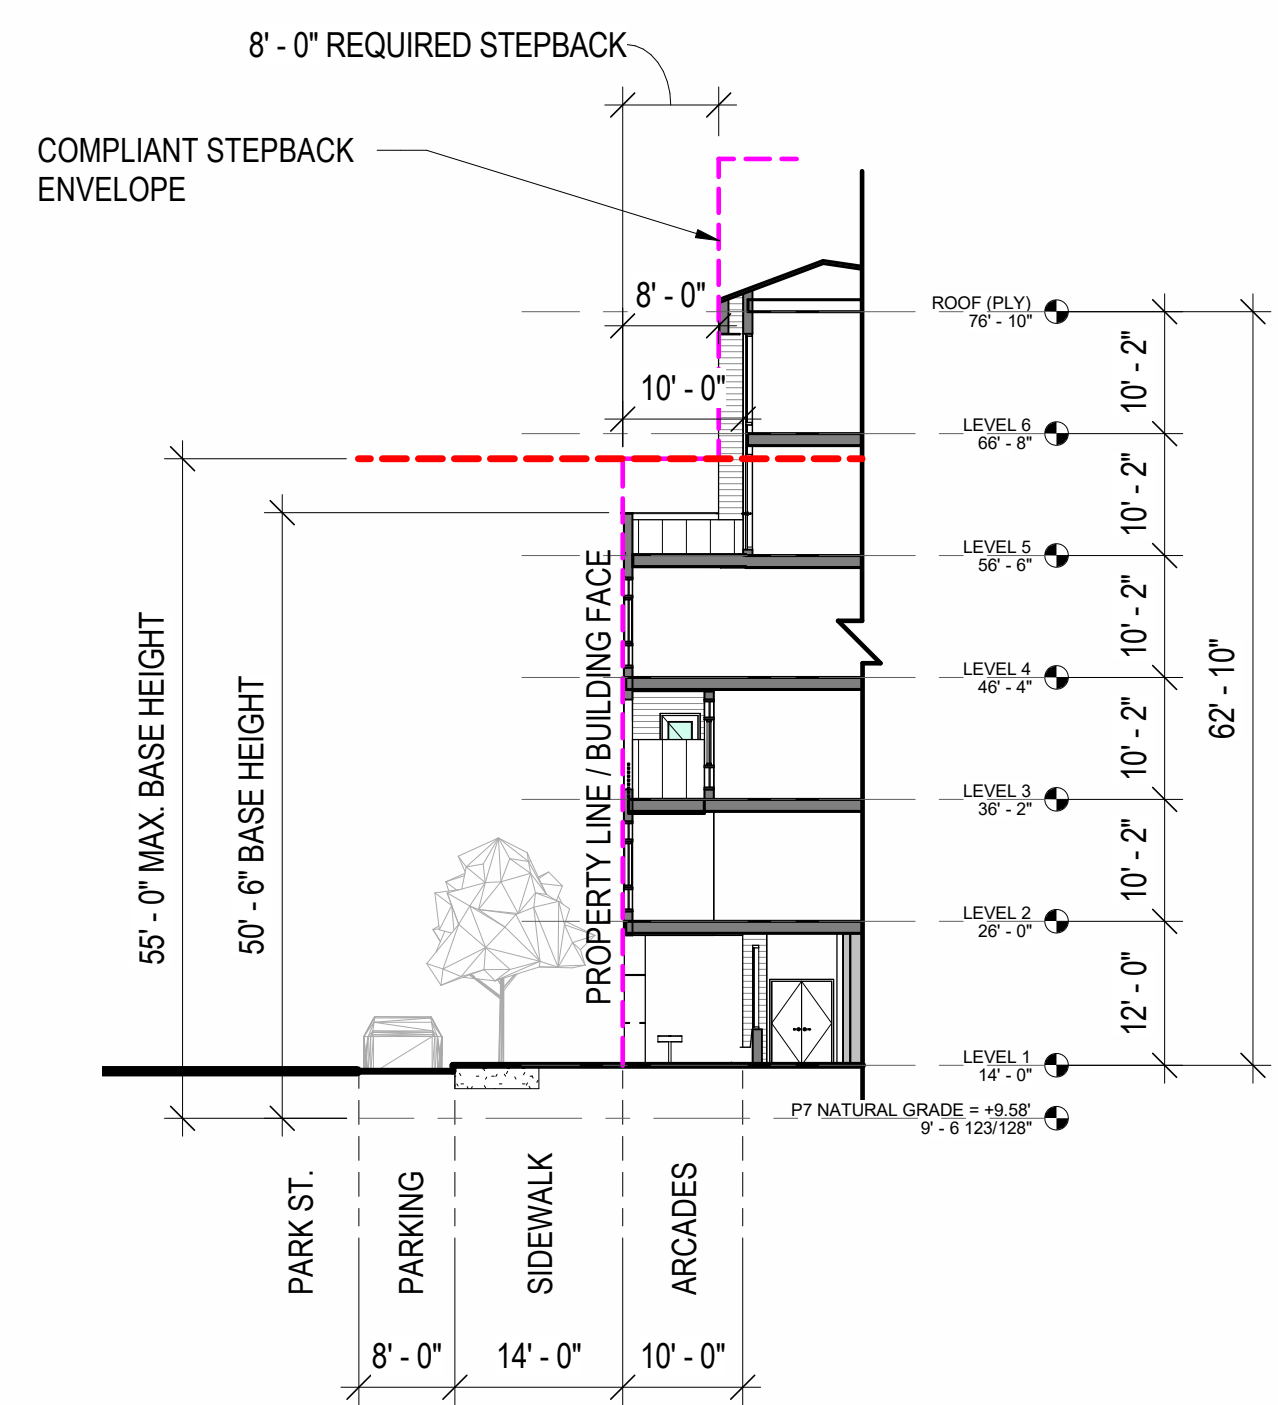 8' - 0" REQUIRED STEPBACK
COMPLIANT STEPBACK
ENVELOPE
8' - 0"
10' - 0"
ROOF (PLY)
76' - 10"
LEVEL 6
66' - 8"
LEVEL 5
56' - 6"
LEVEL 4
46' - 4"
LEVEL 3
36' - 2"
LEVEL 2
26' - 0"
LEVEL 1
14' - 0"
P7 NATURAL GRADE = +9.58'
9' - 6 123/128"
10' - 2"
10' - 2"
10' - 2"
10' - 2"
10' - 2"
12' - 0"
62' - 10"
55' - 0" MAX. BASE HEIGHT
50' - 6" BASE HEIGHT
PROPERTY LINE / BUILDING FACE
PARK ST.
PARKING
SIDEWALK
ARCADES
8' - 0"
14' - 0"
10' - 0"